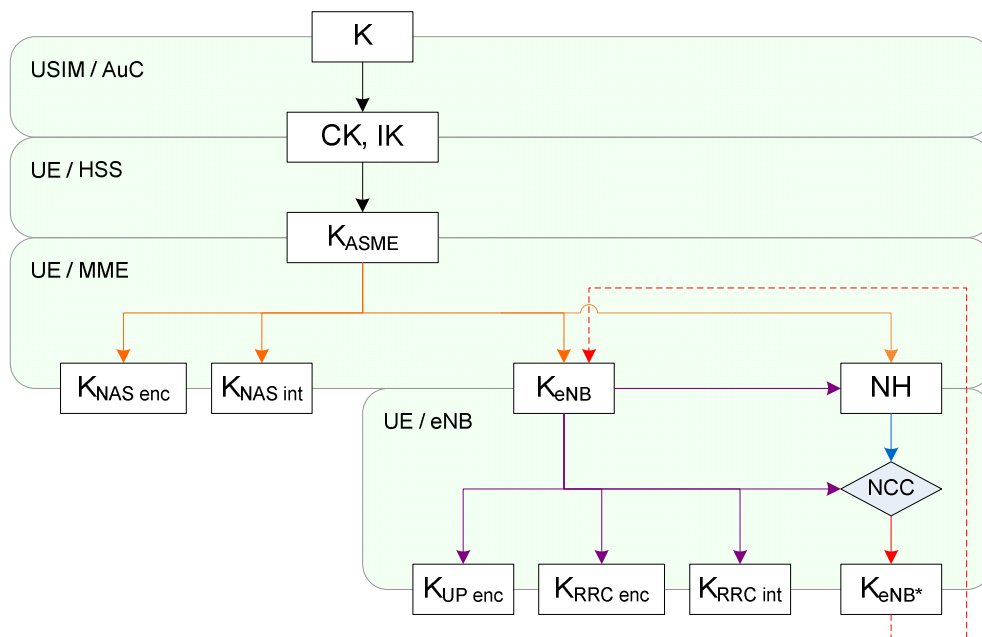 K
USIM / AuC
CK, IK
UE / HSS
KASME
UE / MME
KNAS enc
KNAS int
KeNB
NH
UE / eNB
NCC
KUP enc
KRRC enc
KRRC int
KeNB*